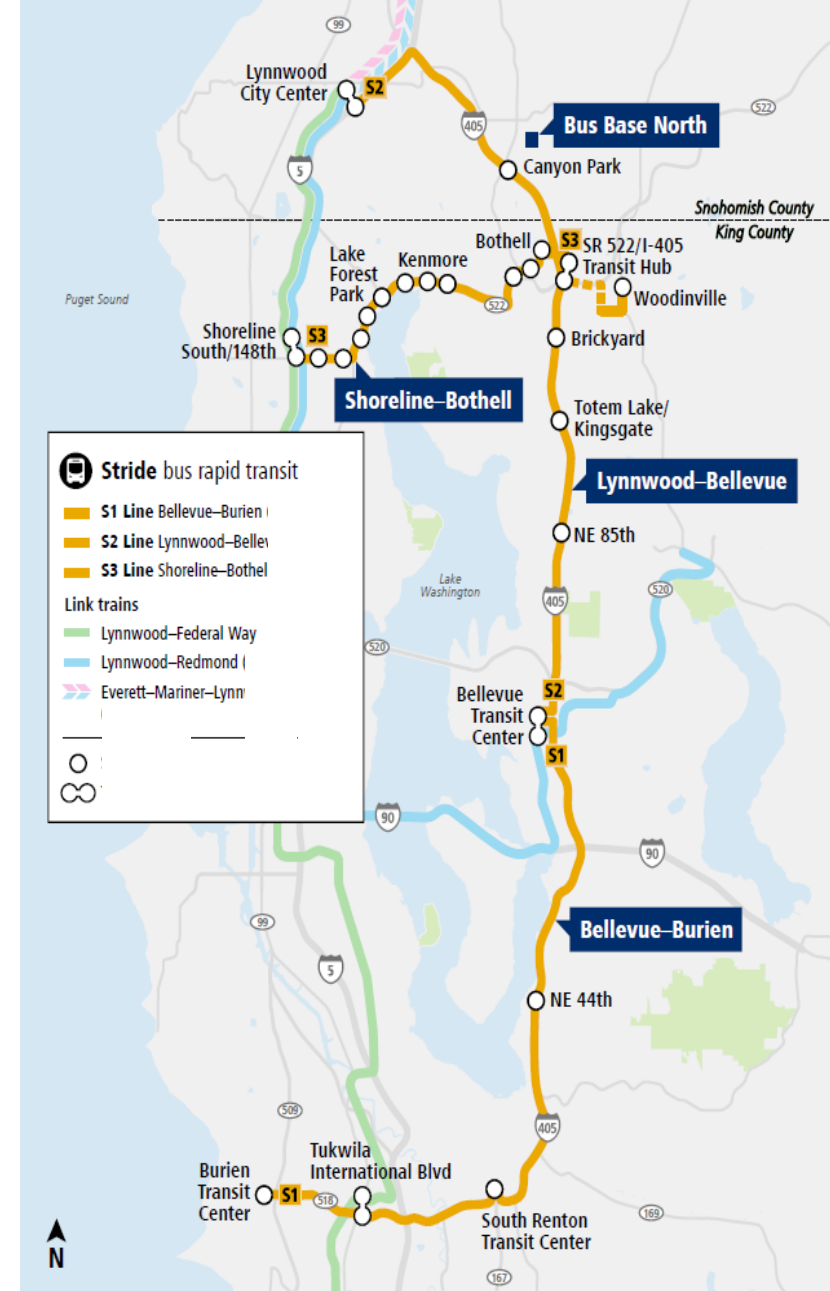 99
Lynnwood
City Center
S2
405
522
Bus Base North
Canyon Park
5
Snohomish County
King County
Bothell
S3
SR 522/I-405
Transit Hub
Lake
Forest
Park
Kenmore
522
Woodinville
Puget Sound
Shoreline
South/148th
S3
Brickyard
Shoreline–Bothell
Totem Lake/
Kingsgate
Stride bus rapid transit
S1 Line Bellevue–Burien (
S2 Line Lynnwood–Bellev
S3 Line Shoreline–Bothel
Link trains
Lynnwood–Federal Way
Lynnwood–Redmond (
Everett–Mariner–Lynn
Lynnwood–Bellevue
NE 85th
Lake
Washington
405
520
520
Bellevue
Transit
Center
S2
S1
90
90
Bellevue–Burien
99
5
NE 44th
509
405
Tukwila
International Blvd
Burien
Transit
Center
S1
518
South Renton
Transit Center
169
167
N